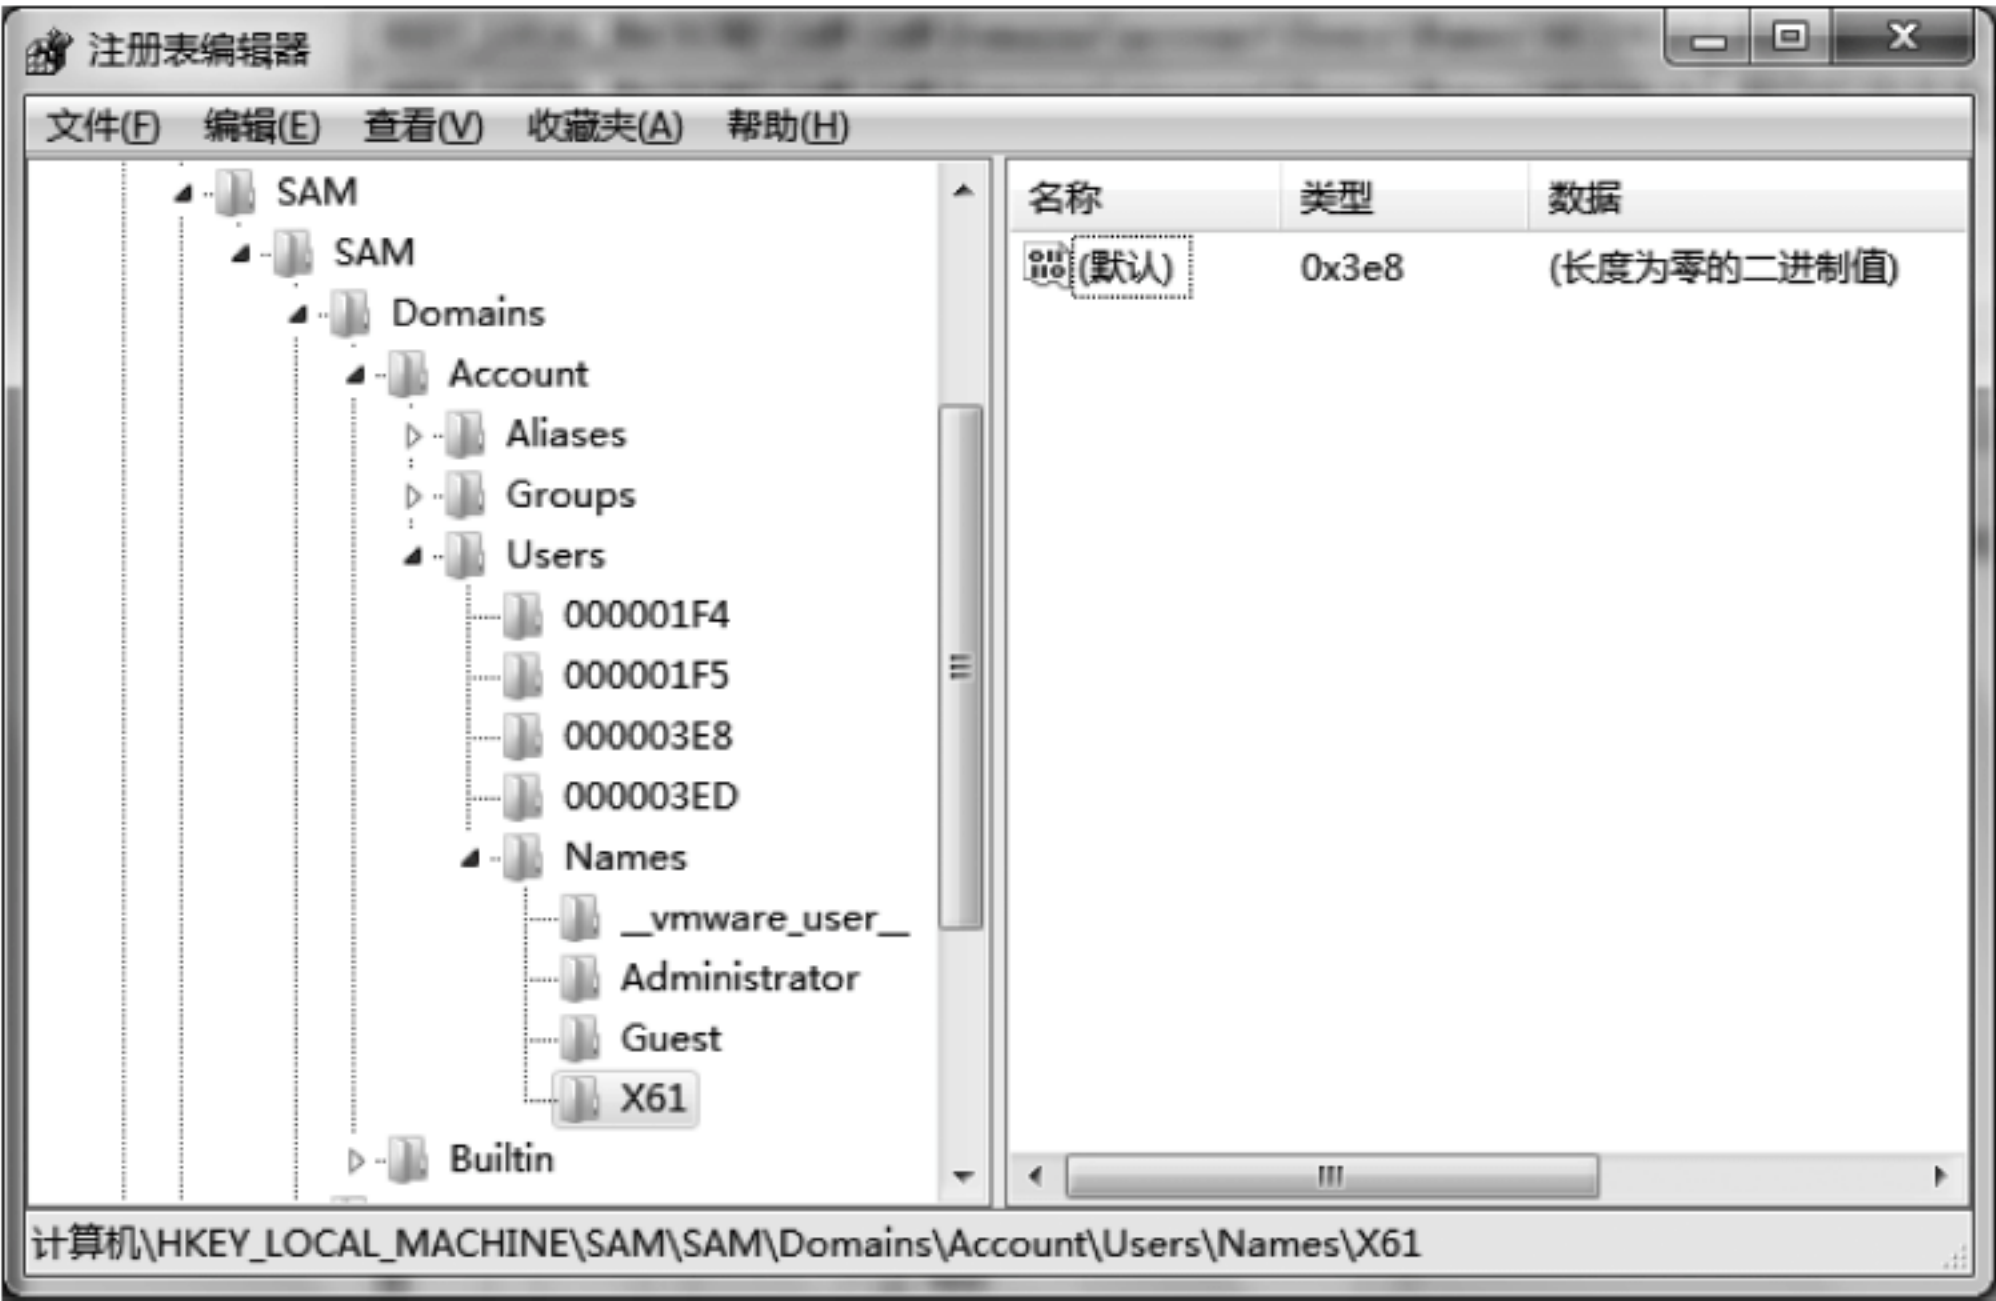 注册表编辑器
文件(F) 编辑(E) 查看(V) 收藏夹(A) 帮助(H)
SAM
SAM
Domains
Account
Aliases
Groups
Users
000001F4
000001F5
000003E8
000003ED
Names
__vmware_user__
Administrator
Guest
X61
Builtin
名称 类型 数据
(默认) 0x3e8 (长度为零的二进制值)
计算机\HKEY_LOCAL_MACHINE\SAM\SAM\Domains\Account\Users\Names\X61